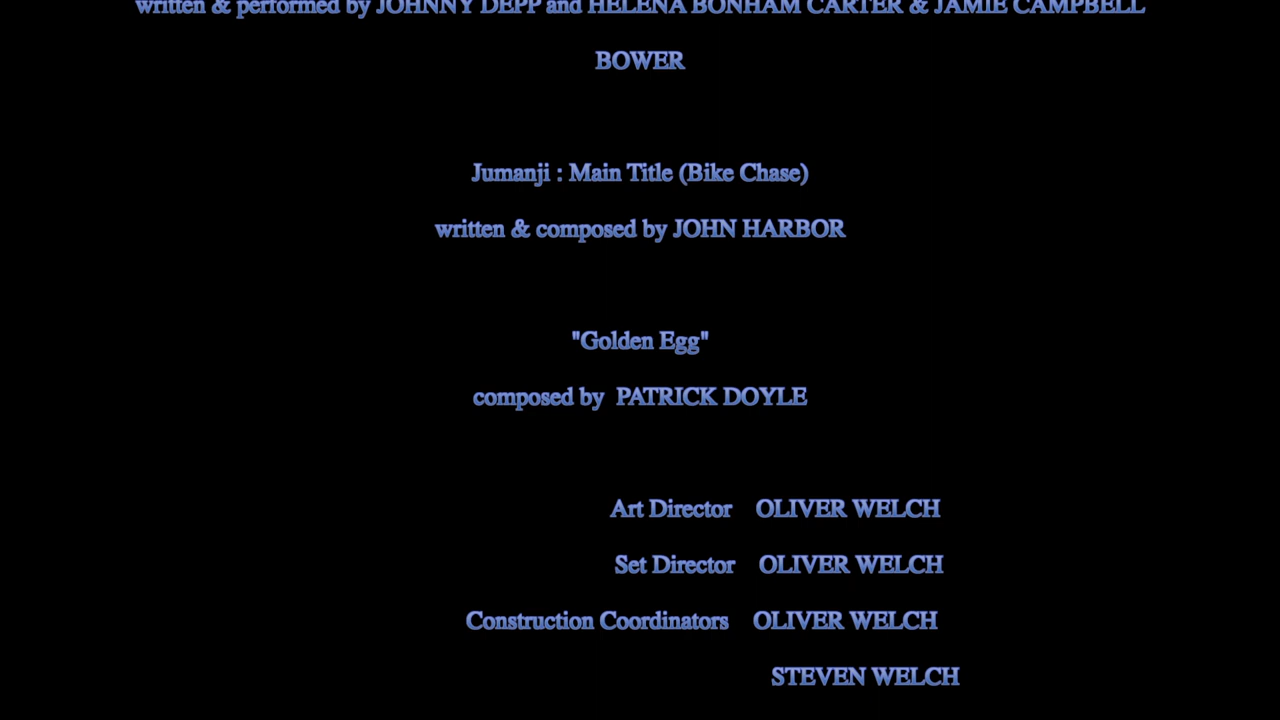 written & performed by JOHNNY DEPP and HELENA BONHAM CARTER & JAMIE CAMPBELL
BOWER
Jumanji : Main Title (Bike Chase)
written & composed by JOHN HARBOR
"Golden Egg"
composed by PATRICK DOYLE
Art Director OLIVER WELCH
Set Director OLIVER WELCH
Construction Coordinators OLIVER WELCH
STEVEN WELCH